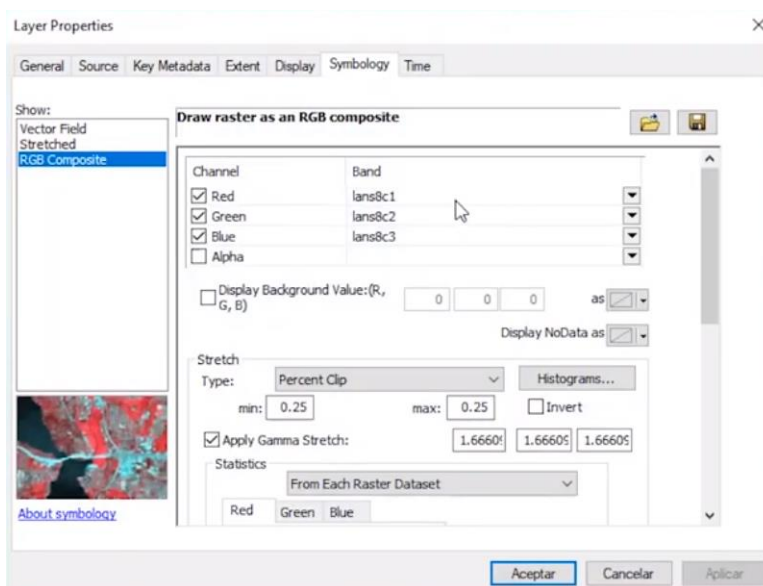 Layer Properties
General Source Key Metadata Extent Display Symbology Time
Show:
Vector Field
Stretched
RGB Composite
Draw raster as an RGB composite
Channel Band
Red lans8c1
Green lans8c2
Blue lans8c3
Alpha
Display Background Value:(R, G, B) 0 0 0 as
Display NoData as
Stretch
Type: Percent Clip Histograms...
min: 0.25 max: 0.25 Invert
Apply Gamma Stretch: 1.66609 1.66609 1.66609
Statistics
From Each Raster Dataset
Red Green Blue
About symbology
Aceptar Cancelar Aplicar